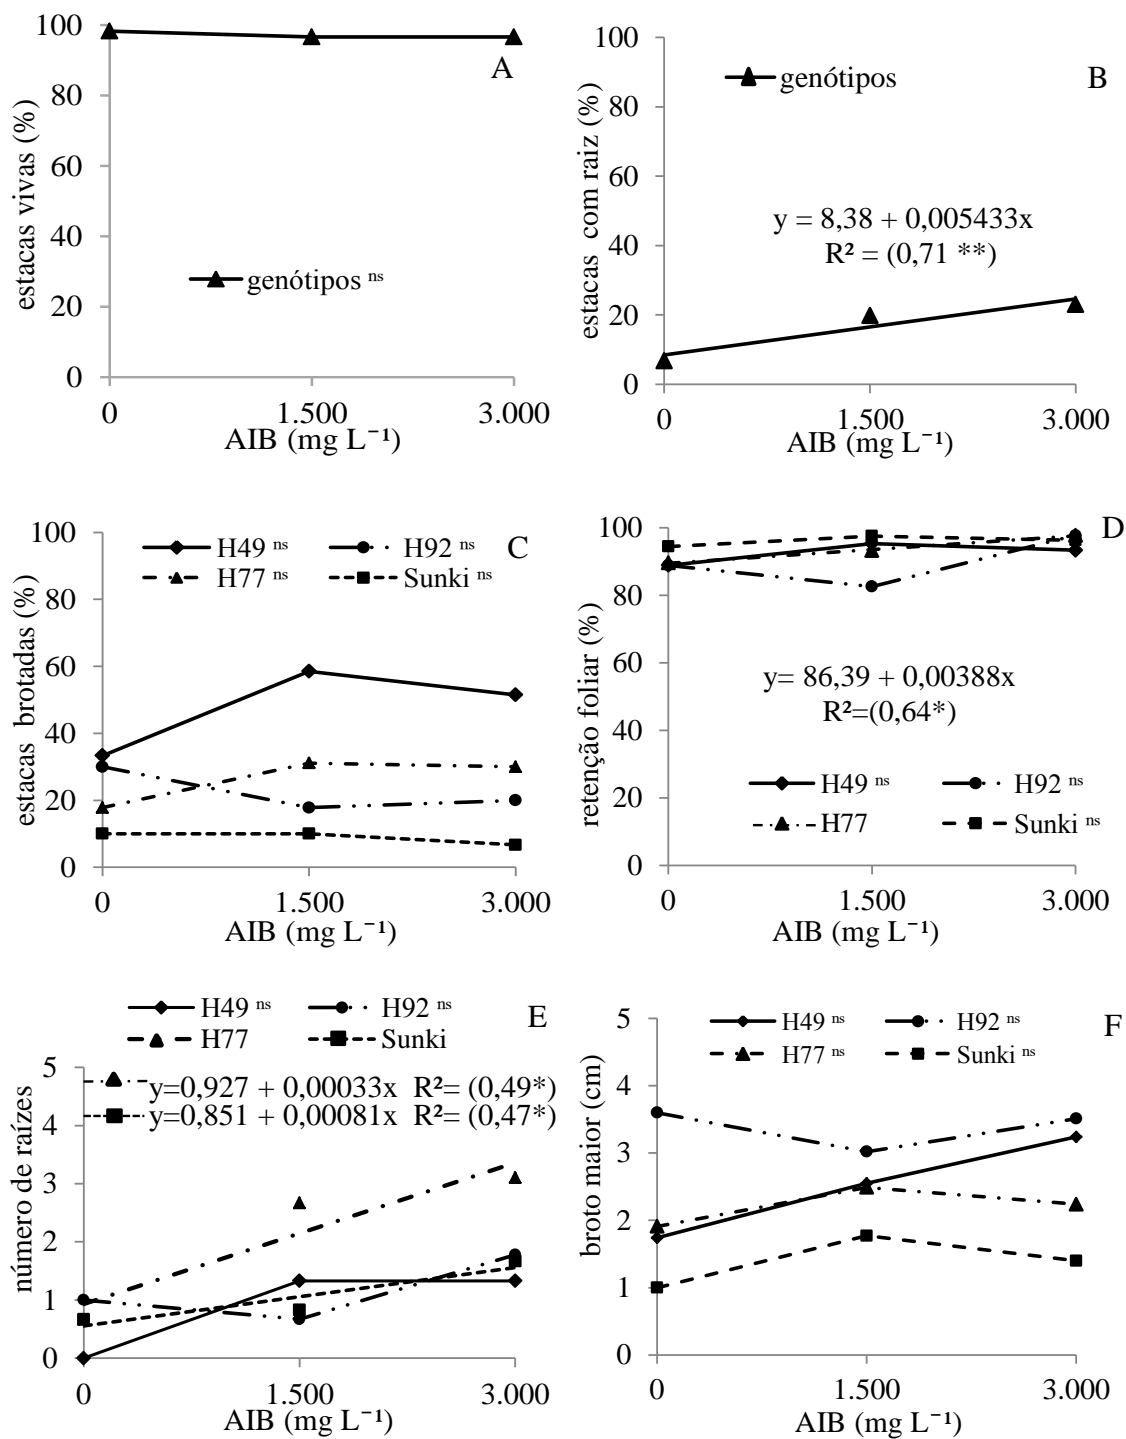 100
80
60
40
20
0
estacas vivas (%)
A
genótipos ns
0 1.500 3.000
AIB (mg L⁻¹)
100
80
60
40
20
0
estacas com raiz (%)
genótipos
B
y = 8,38 + 0,005433x
R² = (0,71 **)
0 1.500 3.000
AIB (mg L⁻¹)
100
80
60
40
20
0
estacas brotadas (%)
H49 ns H92 ns
H77 ns Sunki ns
C
0 1.500 3.000
AIB (mg L⁻¹)
100
80
60
40
20
0
retenção foliar (%)
D
y= 86,39 + 0,00388x
R²=(0,64*)
H49 ns H92 ns
H77 Sunki ns
0 1.500 3.000
AIB (mg L⁻¹)
H49 ns H92 ns
H77 Sunki
E
5
4
3
2
1
0
número de raízes
y=0,927 + 0,00033x R²= (0,49*)
y=0,851 + 0,00081x R²= (0,47*)
0 1.500 3.000
AIB (mg L⁻¹)
5
4
3
2
1
0
broto maior (cm)
H49 ns H92 ns
H77 ns Sunki ns
F
0 1.500 3.000
AIB (mg L⁻¹)